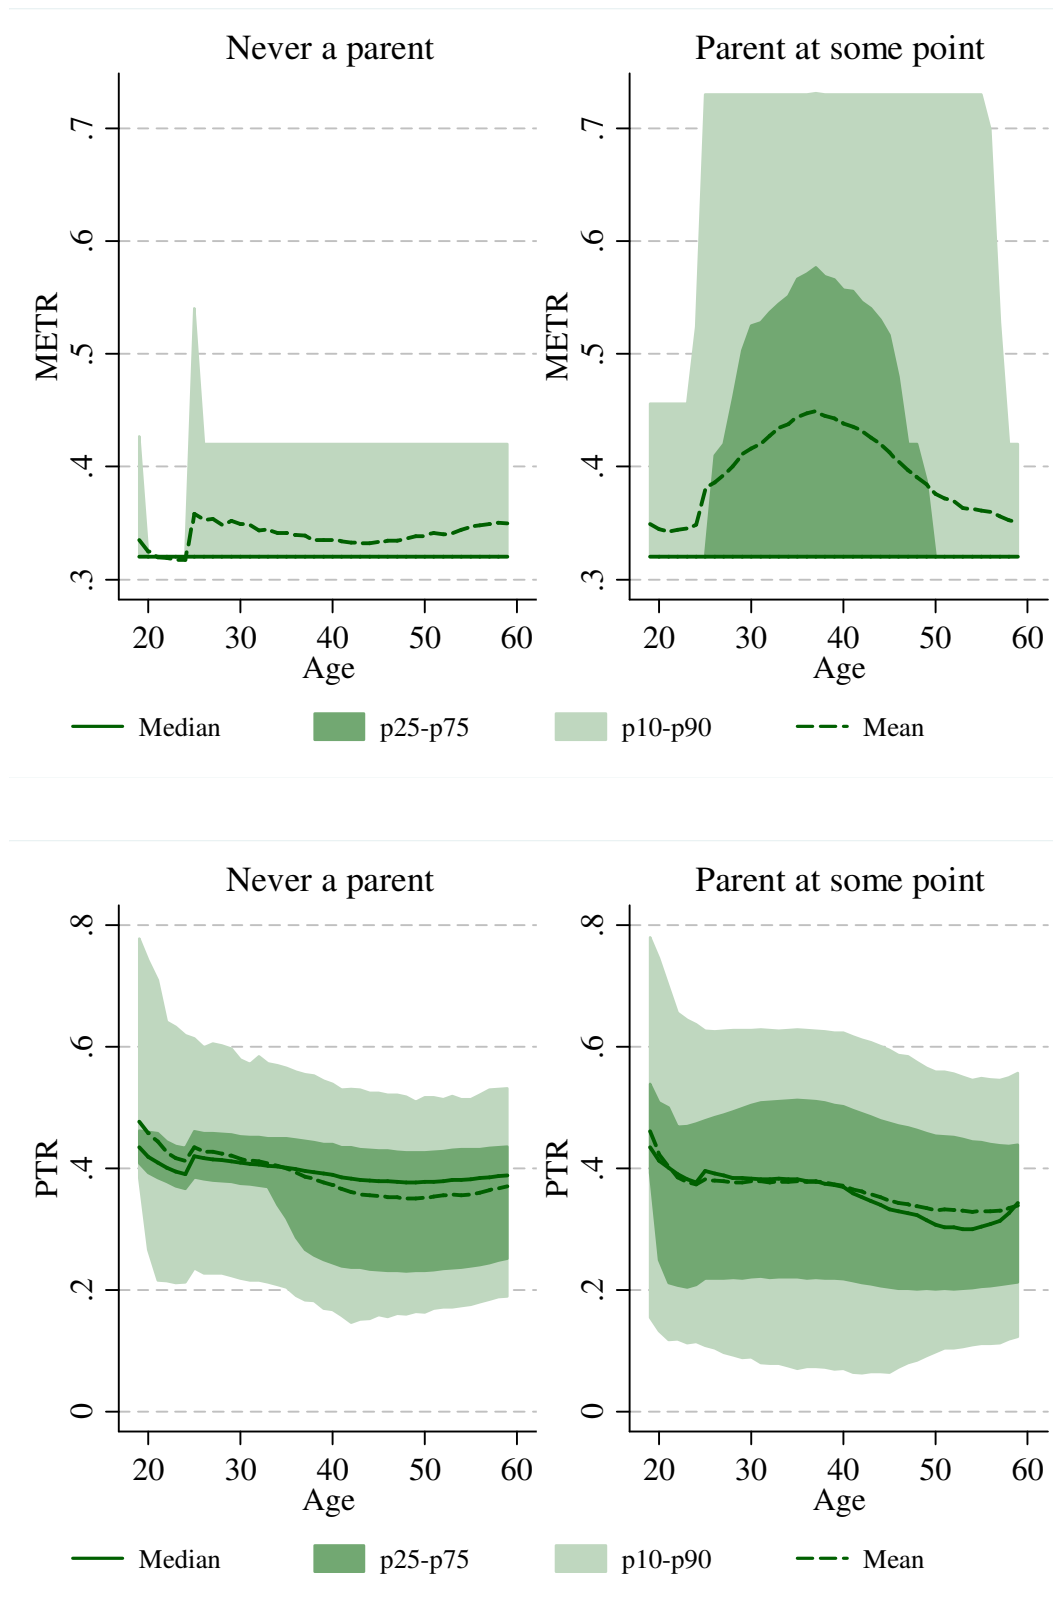 Never a parent
Parent at some point
METR
.7
.6
.5
.4
.3
20 30 40 50 60
Age
METR
.7
.6
.5
.4
.3
20 30 40 50 60
Age
Median p25-p75 p10-p90 Mean
Never a parent
Parent at some point
PTR
.8
.6
.4
.2
0
20 30 40 50 60
Age
PTR
.8
.6
.4
.2
0
20 30 40 50 60
Age
Median p25-p75 p10-p90 Mean